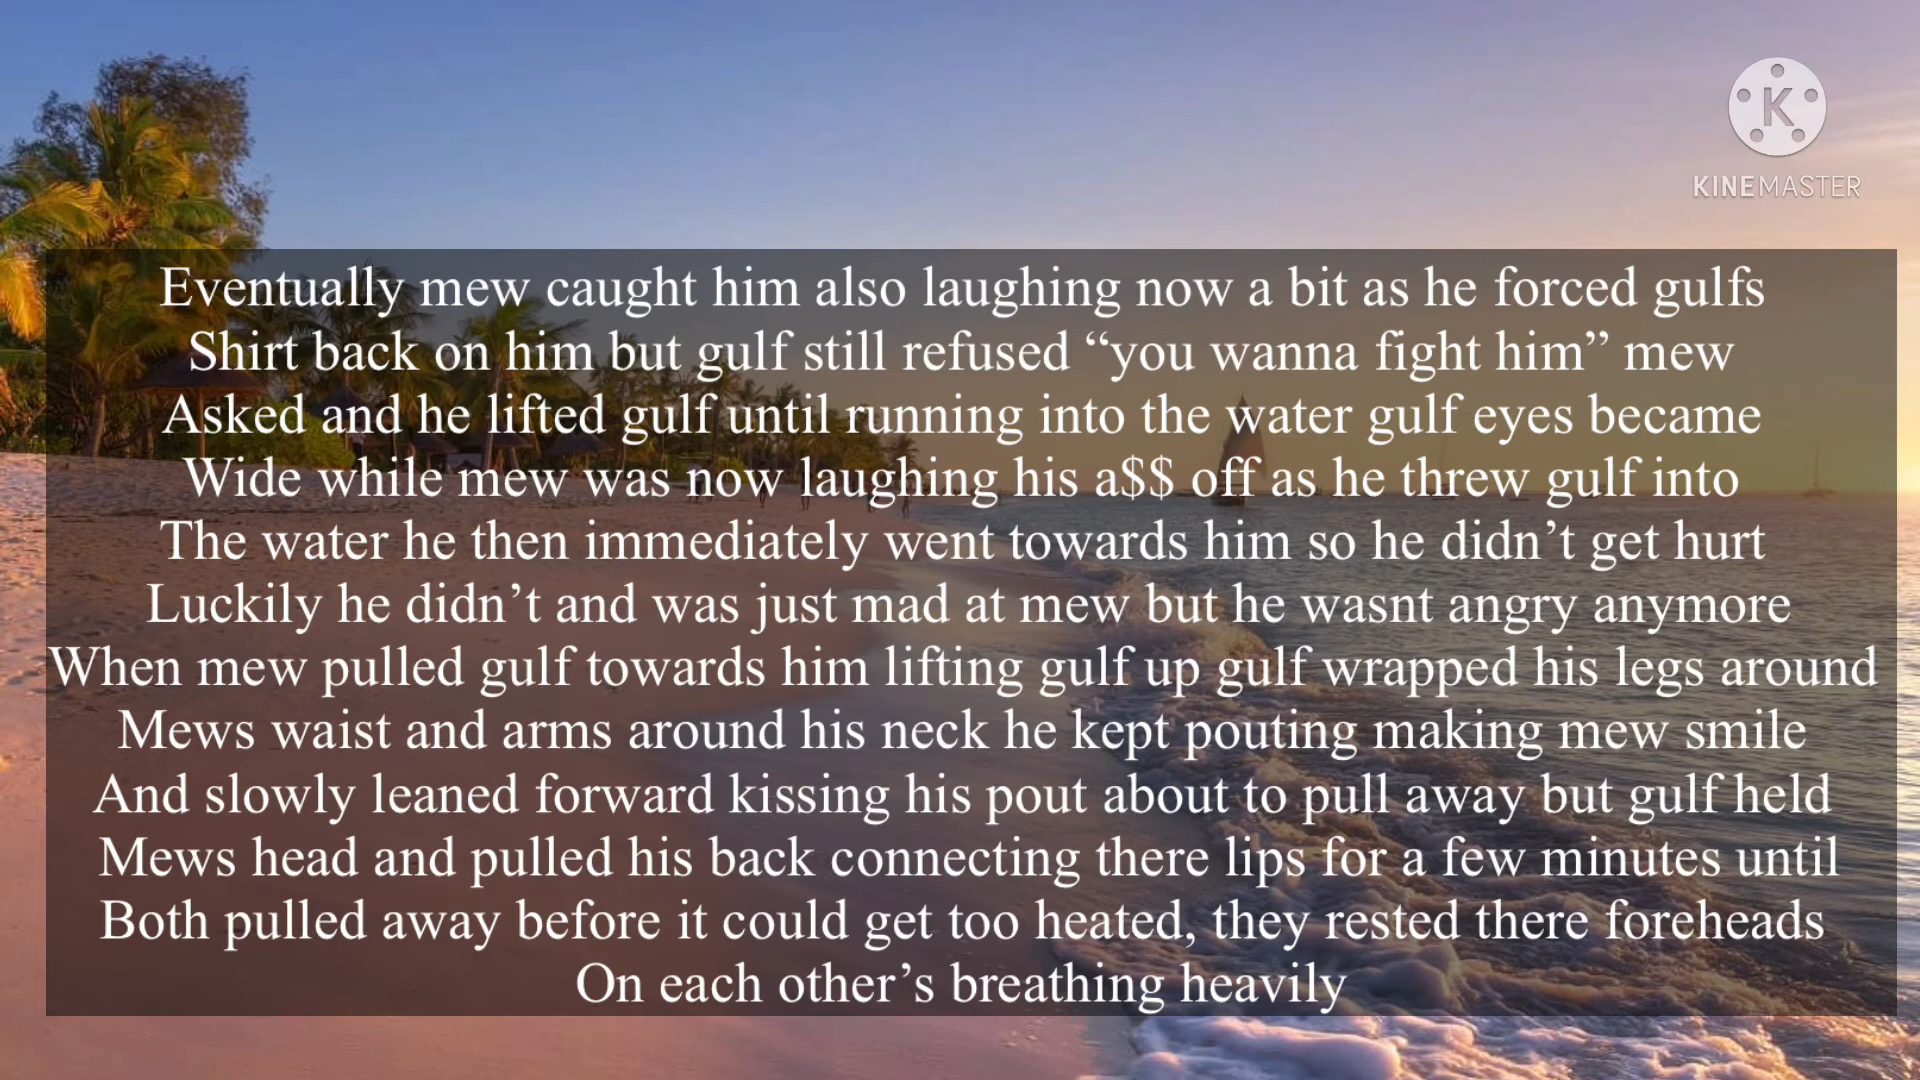 KINEMASTER
Eventually mew caught him also laughing now a bit as he forced gulfs
Shirt back on him but gulf still refused “you wanna fight him” mew
Asked and he lifted gulf until running into the water gulf eyes became
Wide while mew was now laughing his a$$ off as he threw gulf into
The water he then immediately went towards him so he didn’t get hurt
Luckily he didn’t and was just mad at mew but he wasnt angry anymore
When mew pulled gulf towards him lifting gulf up gulf wrapped his legs around
Mews waist and arms around his neck he kept pouting making mew smile
And slowly leaned forward kissing his pout about to pull away but gulf held
Mews head and pulled his back connecting there lips for a few minutes until
Both pulled away before it could get too heated, they rested there foreheads
On each other’s breathing heavily